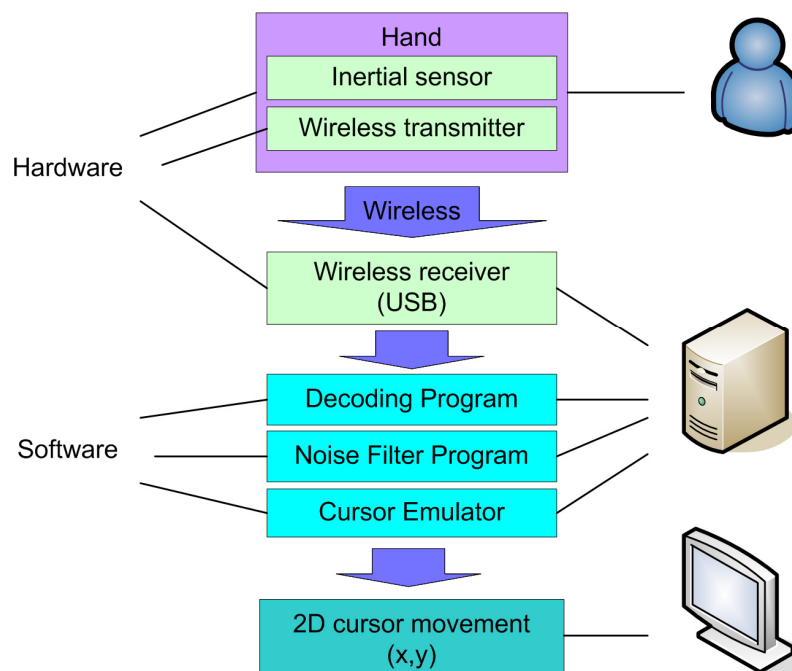 Hand
Inertial sensor
Wireless transmitter
Hardware
Wireless
Wireless receiver
(USB)
Decoding Program
Software
Noise Filter Program
Cursor Emulator
2D cursor movement
(x,y)